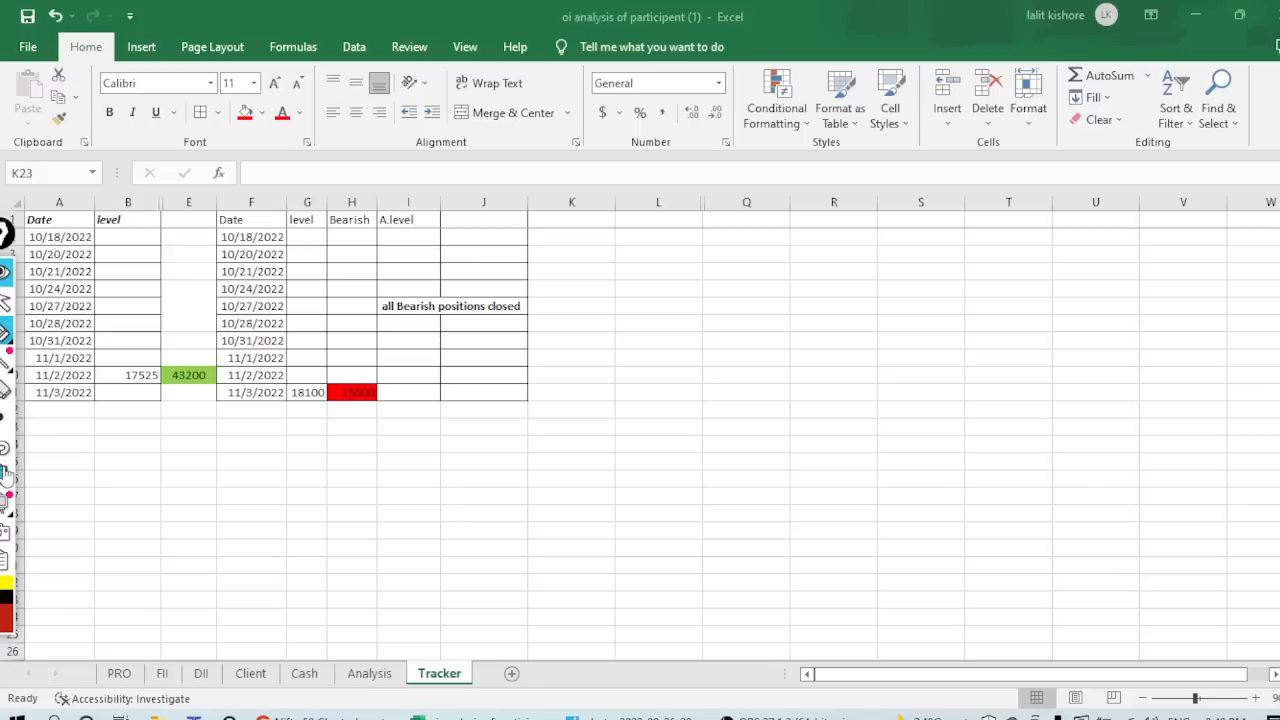 oi analysis of participent (1) - Excel
lalit kishore
LK
File Home Insert Page Layout Formulas Data Review View Help Tell me what you want to do
Paste
Calibri 11
B I U
Wrap Text
Merge & Center
General
$ %
Conditional Formatting
Format as Table
Cell Styles
Insert Delete Format
AutoSum
Fill
Clear
Sort & Filter
Find & Select
Clipboard Font Alignment Number Styles Cells Editing
K23 fx
A B E F G H I J K L Q R S T U V W
Date level Date level Bearish A.level
10/18/2022 10/18/2022
10/20/2022 10/20/2022
10/21/2022 10/21/2022
10/24/2022 10/24/2022
10/27/2022 10/27/2022 all Bearish positions closed
10/28/2022 10/28/2022
10/31/2022 10/31/2022
11/1/2022 11/1/2022
11/2/2022 17525 43200 11/2/2022
11/3/2022 11/3/2022 18100 15000
26
PRO FII DII Client Cash Analysis Tracker
Ready Accessibility: Investigate